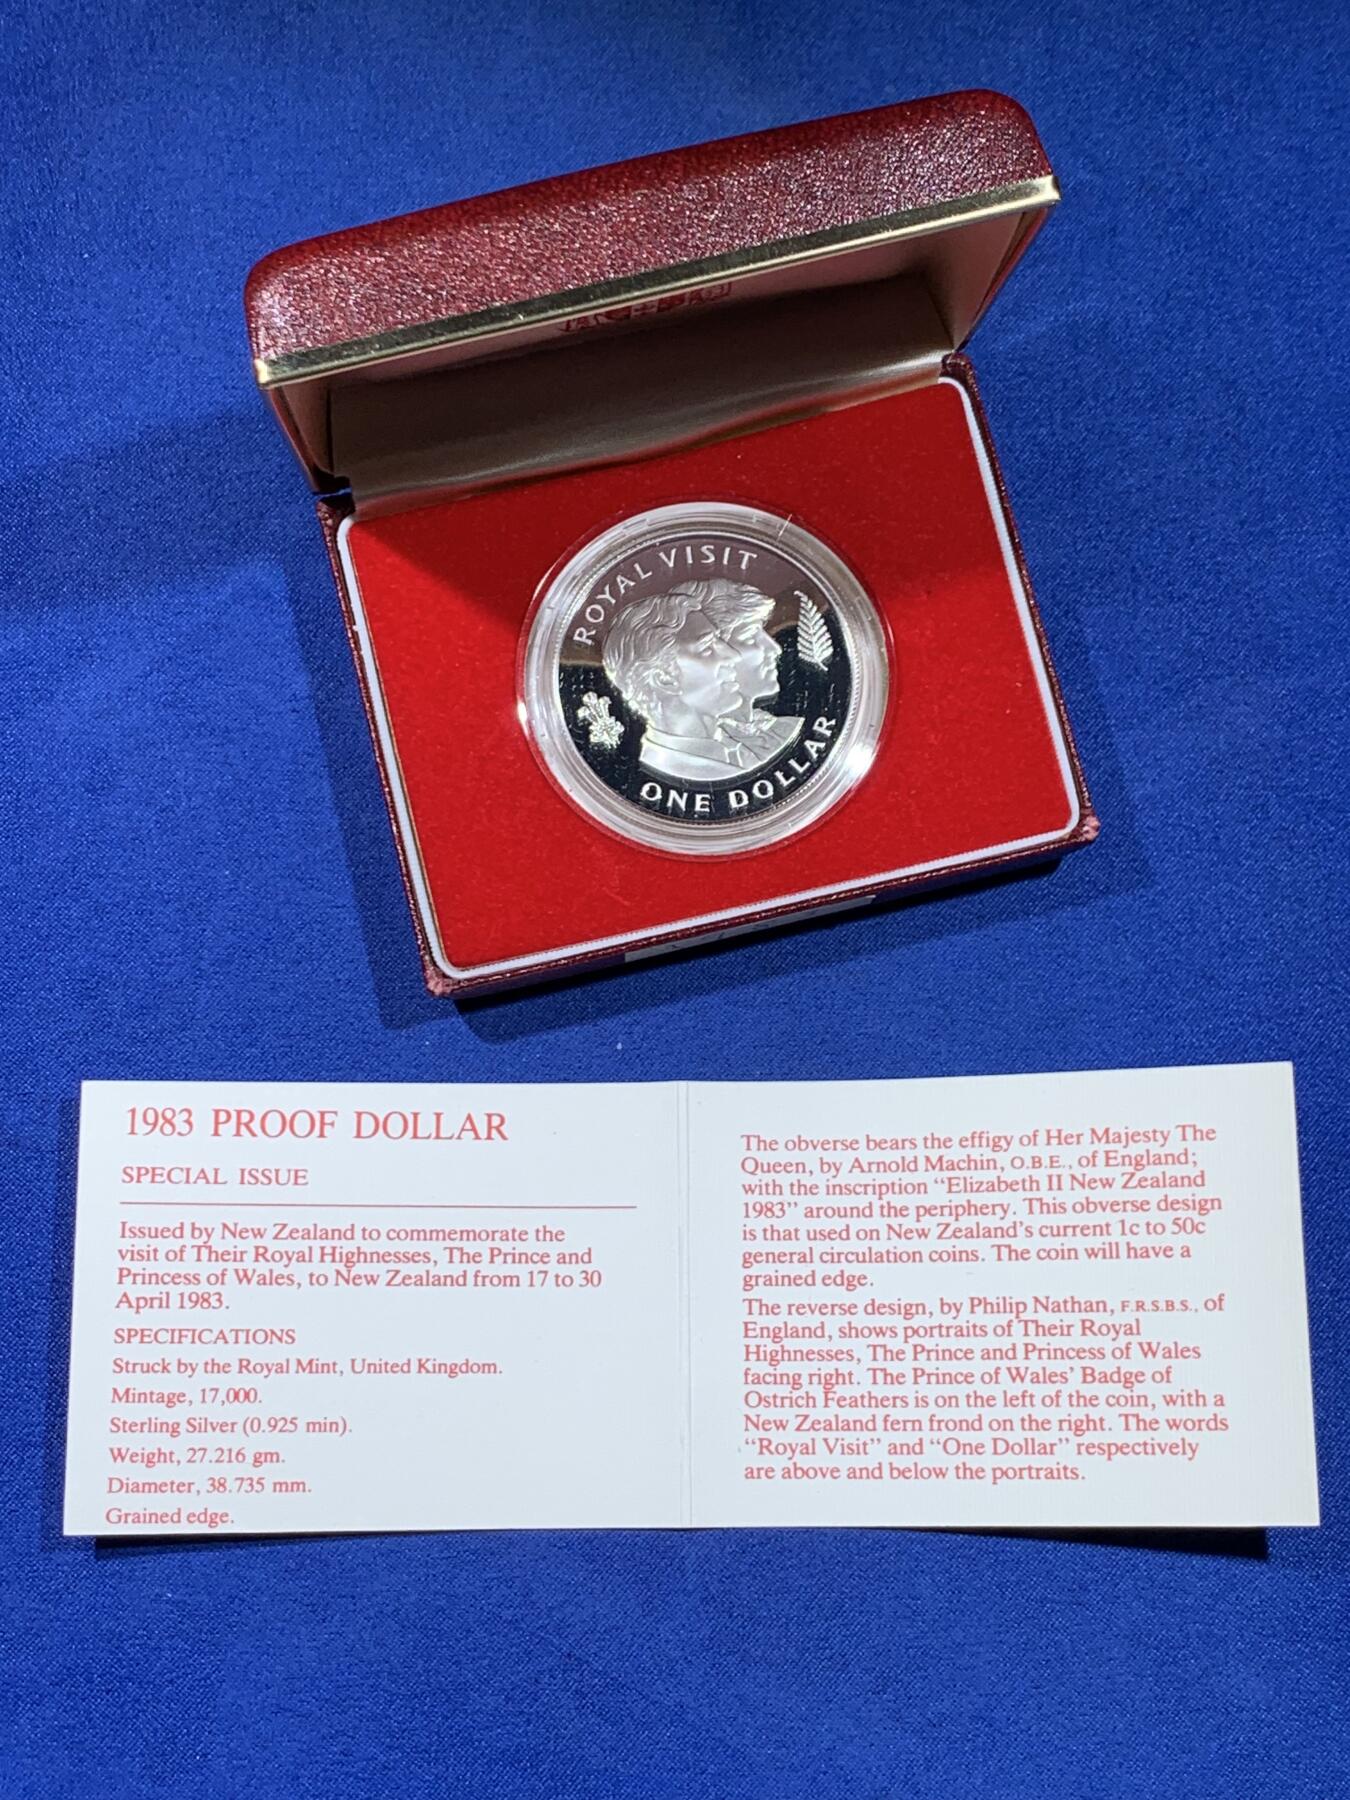 ROYAL VISIT
ONE DOLLAR
1983 PROOF DOLLAR
SPECIAL ISSUE
Issued by New Zealand to commemorate the
visit of Their Royal Highnesses, The Prince and
Princess of Wales, to New Zealand from 17 to 30
April 1983.
SPECIFICATIONS
Struck by the Royal Mint, United Kingdom.
Mintage, 17,000.
Sterling Silver (0.925 min).
Weight, 27.216 gm.
Diameter, 38.735 mm.
Grained edge.
The obverse bears the effigy of Her Majesty The
Queen, by Arnold Machin, O.B.E., of England;
with the inscription “Elizabeth II New Zealand
1983” around the periphery. This obverse design
is that used on New Zealand’s current 1c to 50c
general circulation coins. The coin will have a
grained edge.
The reverse design, by Philip Nathan, F.R.S.B.S., of
England, shows portraits of Their Royal
Highnesses, The Prince and Princess of Wales
facing right. The Prince of Wales’ Badge of
Ostrich Feathers is on the left of the coin, with a
New Zealand fern frond on the right. The words
“Royal Visit” and “One Dollar” respectively
are above and below the portraits.